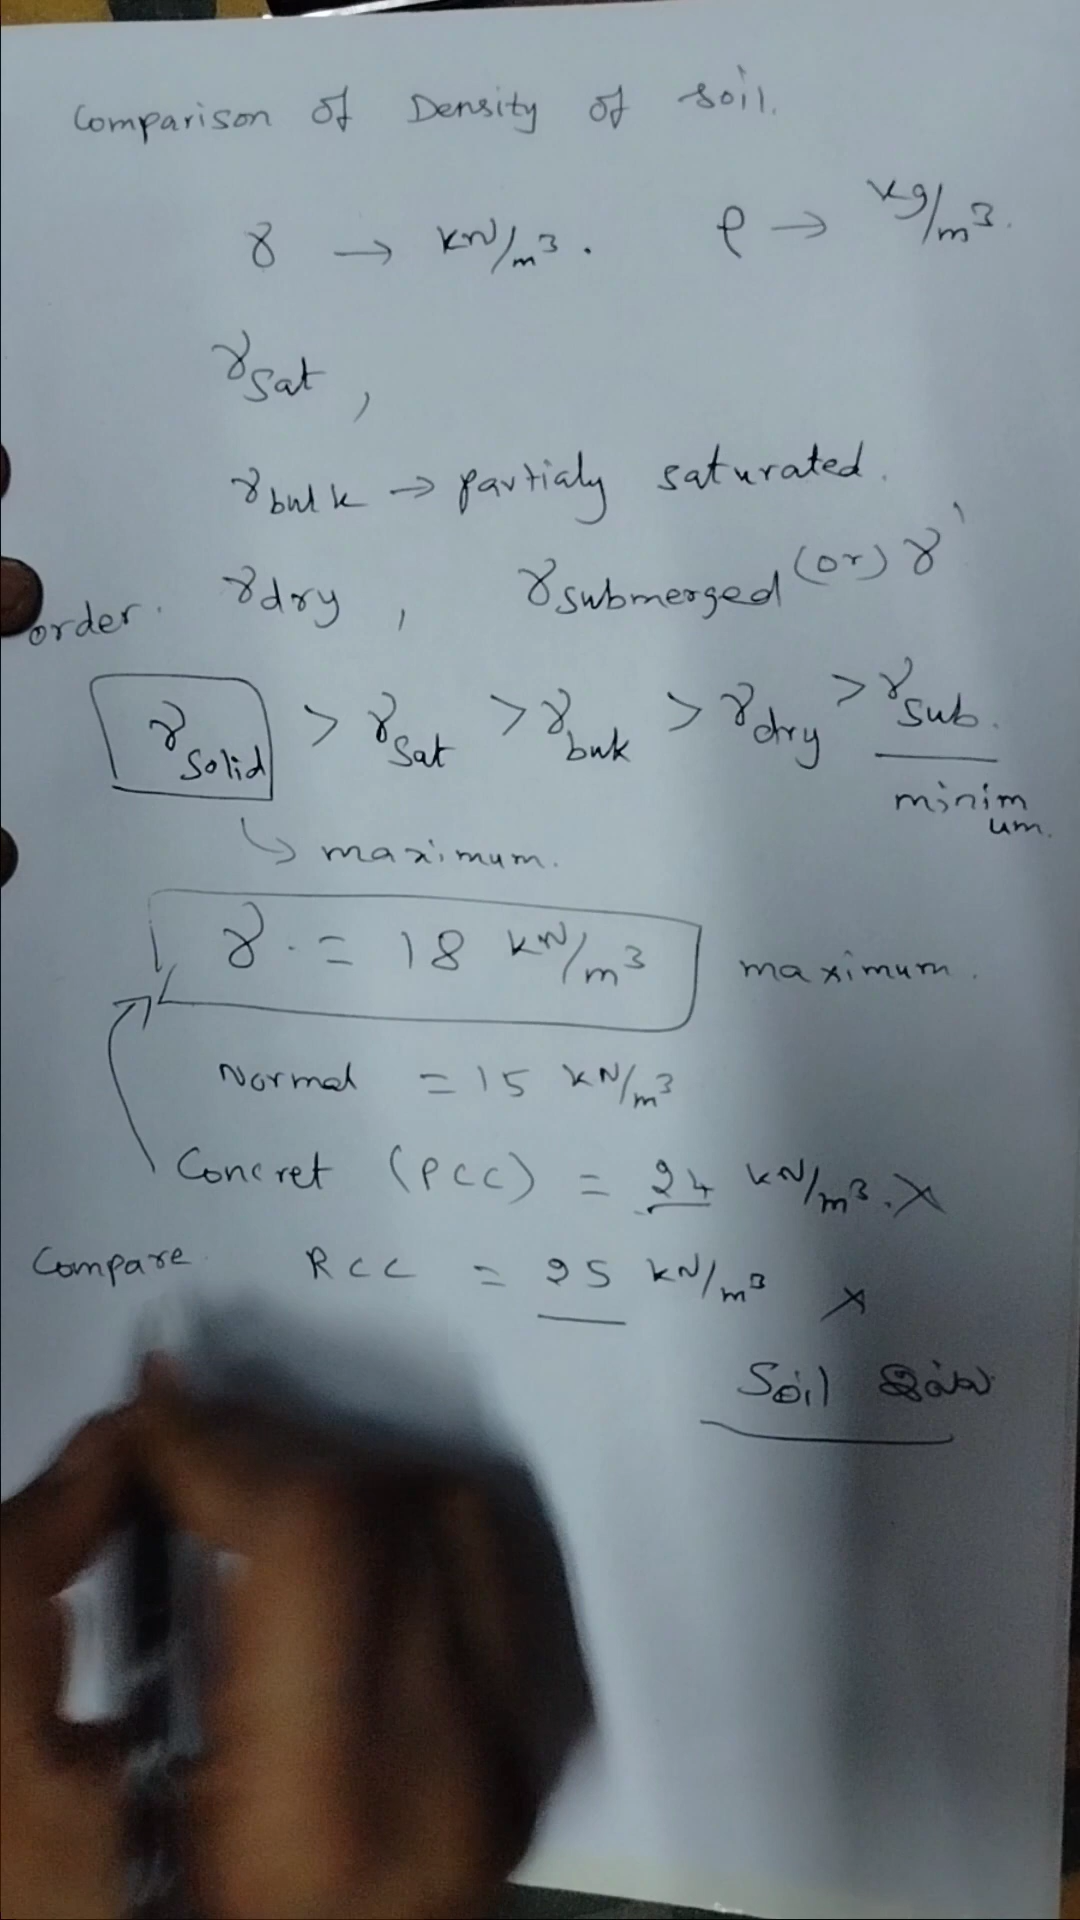 Comparison of Density of soil.
γ → kN/m³. ρ → kg/m³.
γsat,
γbulk → partialy saturated.
γdry, γsubmerged (or) γ'
order.
γsolid > γsat > γbulk > γdry > γsub.
minimum.
↳ maximum.
γ = 18 kN/m³ maximum.
Normal = 15 kN/m³
Concret (PCC) = 24 kN/m³. X
Compare RCC = 25 kN/m³ X
Soil இல்ல